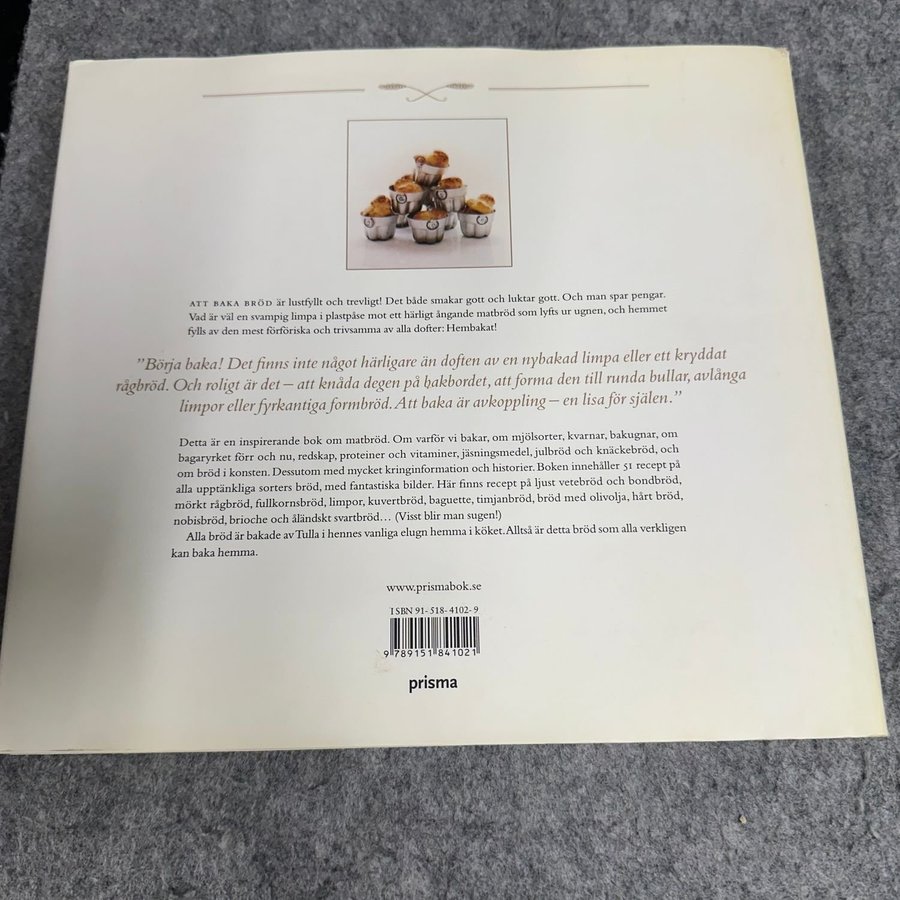 ATT BAKA BRÖD är lustfyllt och trevligt! Det både smakar gott och luktar gott. Och man spar pengar.
Vad är väl en svampig limpa i plastpåse mot ett härligt ångande matbröd som lyfts ur ugnen, och hemmet
fylls av den mest förföriska och trivsamma av alla dofter: Hembakat!
”Börja baka! Det finns inte något härligare än doften av en nybakad limpa eller ett kryddat
rågbröd. Och roligt är det – att knåda degen på bakbordet, att forma den till runda bullar, avlånga
limpor eller fyrkantiga formbröd. Att baka är avkoppling – en lisa för själen.”
Detta är en inspirerande bok om matbröd. Om varför vi bakar, om mjölsorter, kvarnar, bakugnar, om
bagaryrket förr och nu, redskap, proteiner och vitaminer, jäsningsmedel, julbröd och knäckebröd, och
om bröd i konsten. Dessutom med mycket kringinformation och historier. Boken innehåller 51 recept på
alla upptänkliga sorters bröd, med fantastiska bilder. Här finns recept på ljust vetebröd och bondbröd,
mörkt rågbröd, fullkornsbröd, limpor, kuvertbröd, baguette, timjanbröd, bröd med olivolja, hårt bröd,
nobisbröd, brioche och åländskt svartbröd… (Visst blir man sugen!)
Alla bröd är bakade av Tulla i hennes vanliga elugn hemma i köket. Alltså är detta bröd som alla verkligen
kan baka hemma.
www.prismabok.se
ISBN 91-518-4102-9
9 789151 841021
prisma